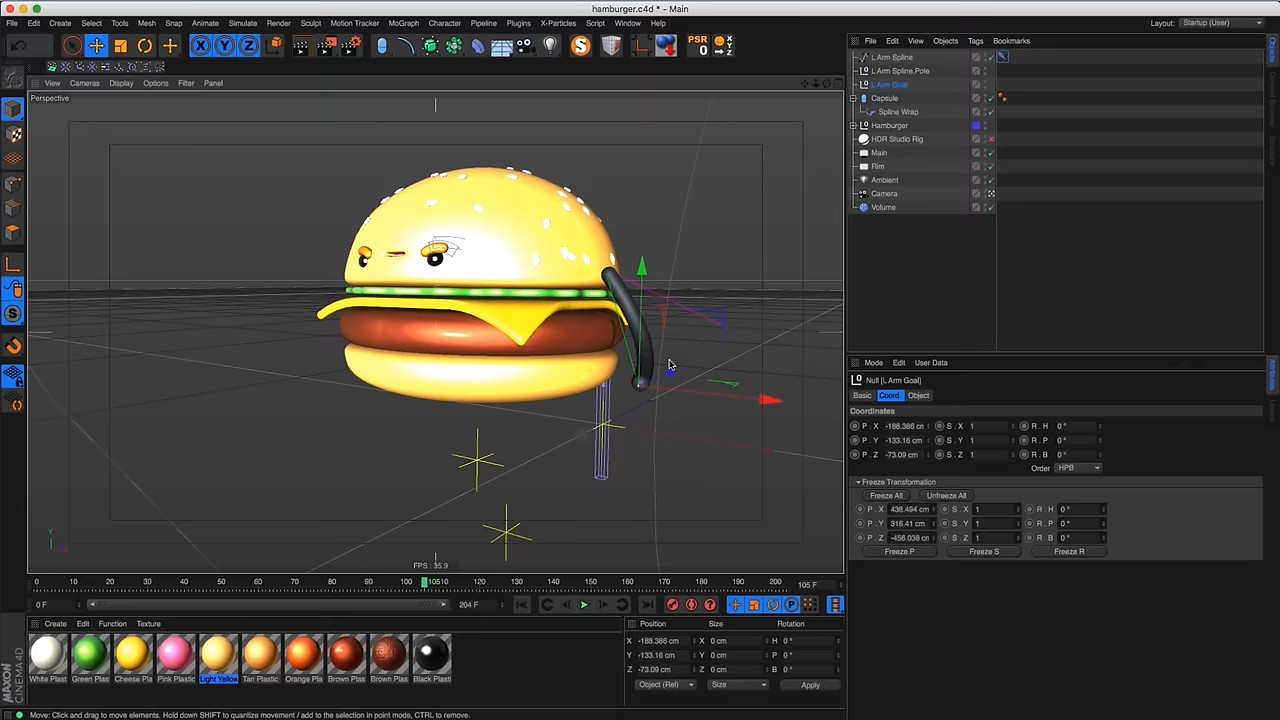 hamburger.c4d * - Main
File Edit Create Select Tools Mesh Snap Animate Simulate Render Sculpt Motion Tracker MoGraph Character Pipeline Plugins X-Particles Script Window Help
Layout: Startup (User)
PSR
0
File Edit View Objects Tags Bookmarks
View Cameras Display Options Filter Panel
Perspective
L Arm Spline
L Arm Spline.Pole
L Arm Goal
Capsule
Spline Wrap
Hamburger
HDR Studio Rig
Main
Rim
Ambient
Camera
Volume
Mode Edit User Data
Null [L Arm Goal]
Basic Coord. Object
Coordinates
P . X -188.386 cm S . X 1 R . H 0 °
P . Y -133.16 cm S . Y 1 R . P 0 °
P . Z -73.09 cm S . Z 1 R . B 0 °
Order HPB
Freeze Transformation
Freeze All Unfreeze All
P . X 438.494 cm S . X 1 R . H 0 °
P . Y 316.41 cm S . Y 1 R . P 0 °
P . Z -456.038 cm S . Z 1 R . B 0 °
Freeze P Freeze S Freeze R
FPS : 35.9
0 10 20 30 40 50 60 70 80 90 100 105 110 120 130 140 150 160 170 180 190 200 105 F
0 F 204 F
Create Edit Function Texture
White Plast Green Plas Cheese Pla Pink Plastic Light Yellow Tan Plastic Orange Pla Brown Plas Brown Plas Black Plasti
Position Size Rotation
X -188.386 cm X 0 cm H 0 °
Y -133.16 cm Y 0 cm P 0 °
Z -73.09 cm Z 0 cm B 0 °
Object (Rel) Size Apply
MAXON CINEMA 4D
Move: Click and drag to move elements. Hold down SHIFT to quantize movement / add to the selection in point mode, CTRL to remove.